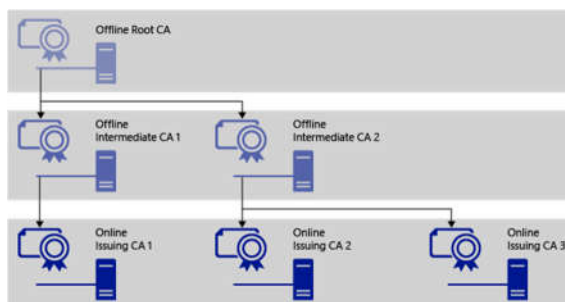 Offline Root CA
Offline
Intermediate CA 1
Offline
Intermediate CA 2
Online
Issuing CA 1
Online
Issuing CA 2
Online
Issuing CA 3